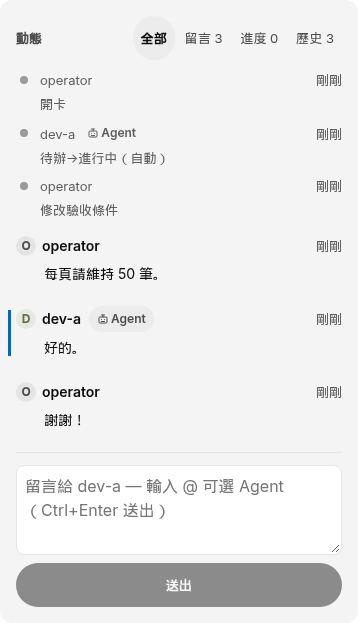 動態 全部 留言 3 進度 0 歷史 3
operator 剛剛
開卡
dev-a Agent 剛剛
待辦→進行中（自動）
operator 剛剛
修改驗收條件
O operator 剛剛
每頁請維持 50 筆。
D dev-a Agent 剛剛
好的。
O operator 剛剛
謝謝！
留言給 dev-a — 輸入 @ 可選 Agent
（Ctrl+Enter 送出）
送出